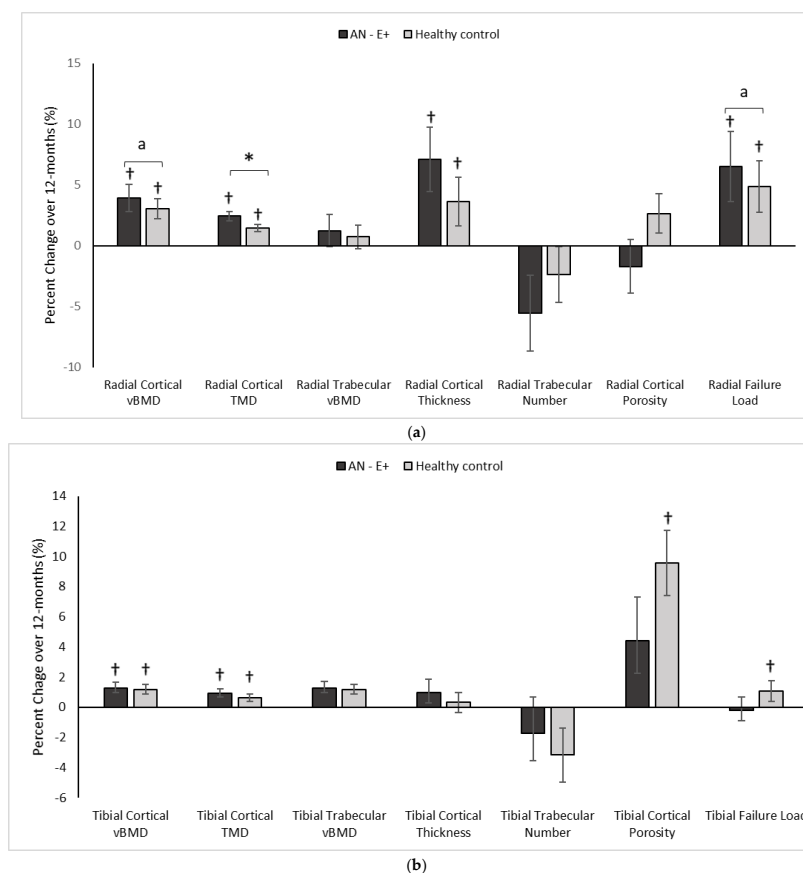 AN - E+ Healthy control
Percent Change over 12-months (%)
15
10
5
0
-5
-10
a
† †
*
† †
†
†
a
†
†
Radial Cortical vBMD
Radial Cortical TMD
Radial Trabecular vBMD
Radial Cortical Thickness
Radial Trabecular Number
Radial Cortical Porosity
Radial Failure Load
(a)
AN - E+ Healthy control
Percent Chage over 12-months (%)
14
12
10
8
6
4
2
0
-2
-4
-6
† †
† †
†
†
Tibial Cortical vBMD
Tibial Cortical TMD
Tibial Trabecular vBMD
Tibial Cortical Thickness
Tibial Trabecular Number
Tibial Cortical Porosity
Tibial Failure Load
(b)